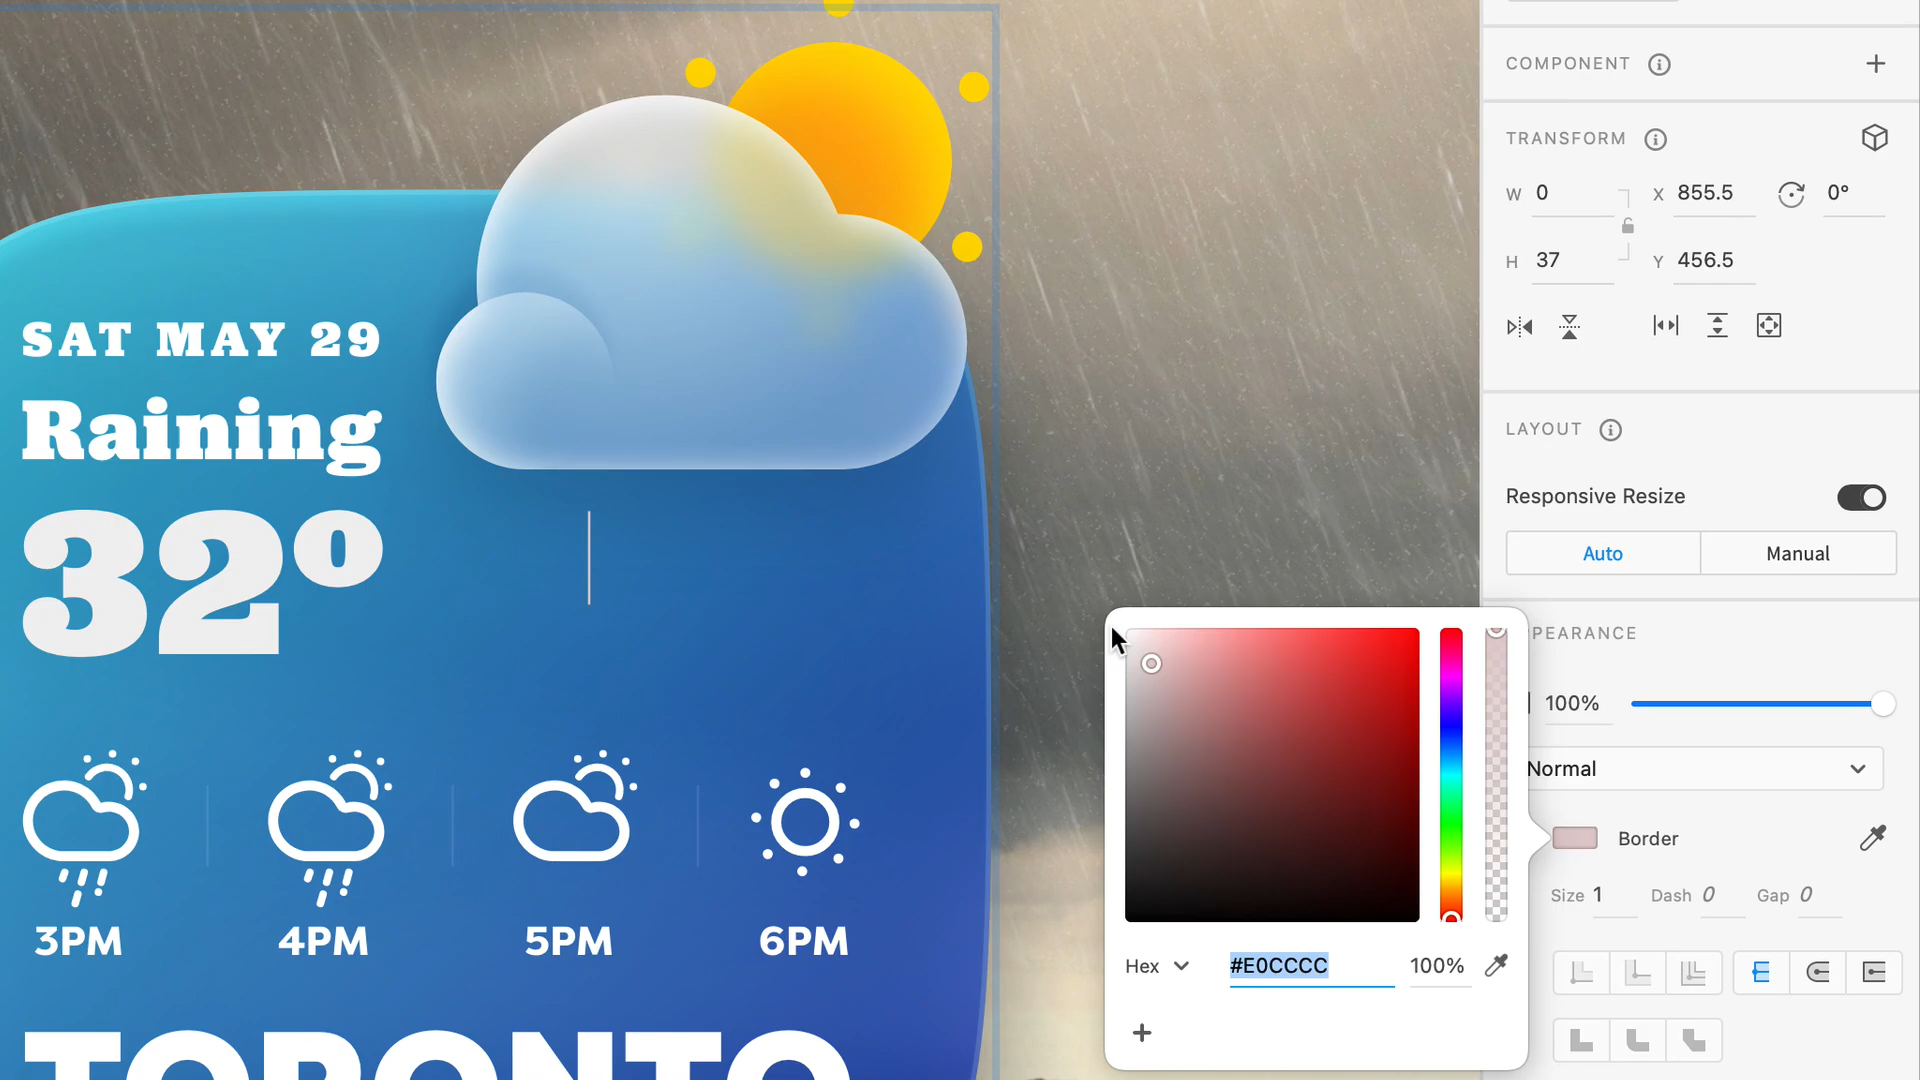 SAT MAY 29
Raining
32°
3PM
4PM
5PM
6PM
TORONTO
COMPONENT
TRANSFORM
W 0
X 855.5
0°
H 37
Y 456.5
LAYOUT
Responsive Resize
Auto
Manual
PEARANCE
100%
Normal
Border
Size 1
Dash 0
Gap 0
Hex
#E0CCCC
100%